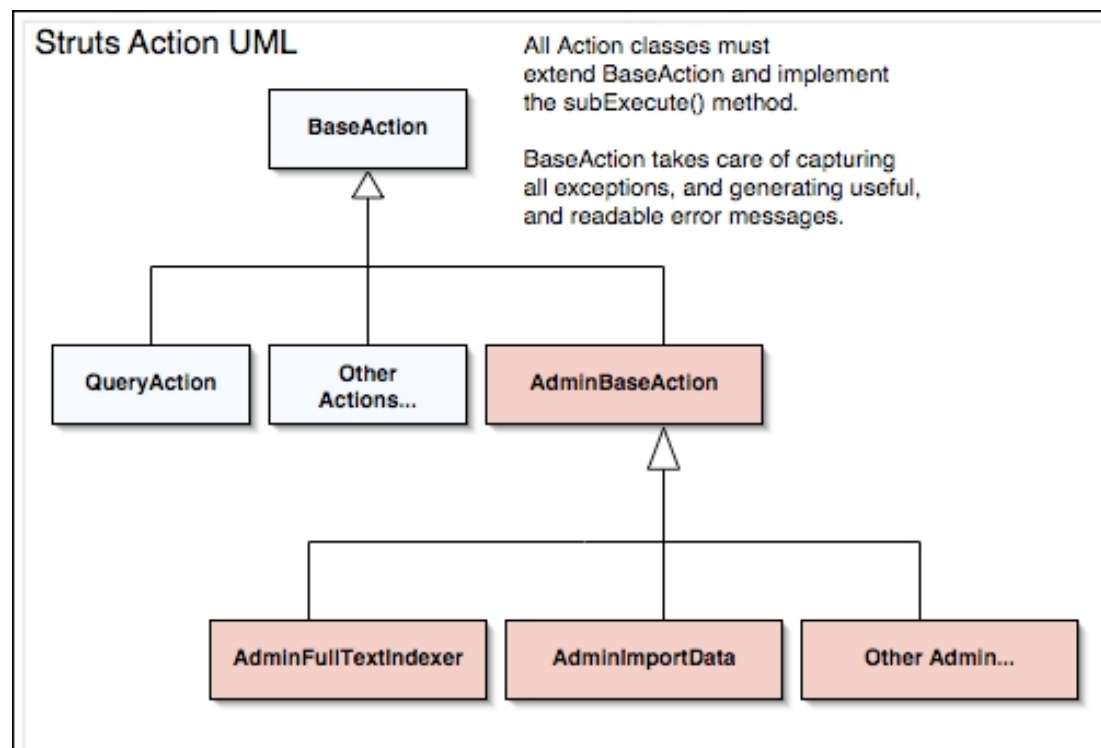 Struts Action UML
All Action classes must
extend BaseAction and implement
the subExecute() method.
BaseAction takes care of capturing
all exceptions, and generating useful,
and readable error messages.
BaseAction
QueryAction
Other
Actions...
AdminBaseAction
AdminFullTextIndexer
AdminImportData
Other Admin...